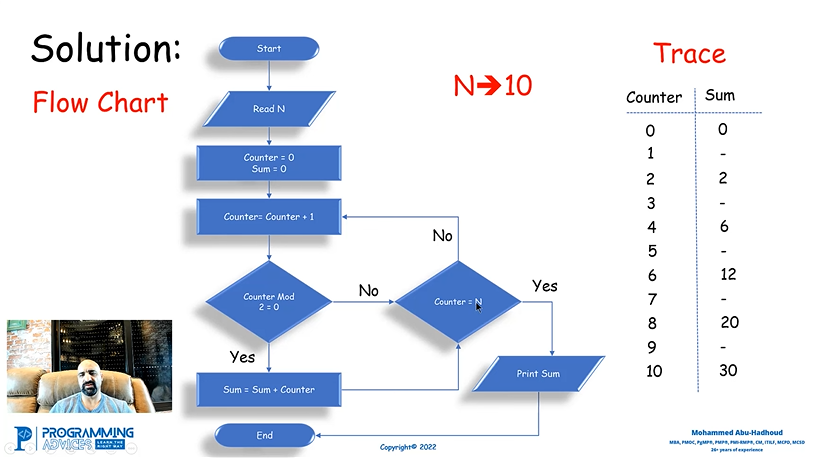 Solution:
Flow Chart
Start
Read N
Counter = 0
Sum = 0
Counter= Counter + 1
Counter Mod
2 = 0
No
Yes
Sum = Sum + Counter
Counter = N
No
Yes
Print Sum
End
N➔10
Trace
Counter Sum
0 0
1 -
2 2
3 -
4 6
5 -
6 12
7 -
8 20
9 -
10 30
PROGRAMMING
ADVICES LEARN THE
RIGHT WAY
Copyright© 2022
Mohammed Abu-Hadhoud
MBA, PMOC, PgMP®, PMP®, PMI-RMP®, CM, ITILF, MCPD, MCSD
26+ years of experience